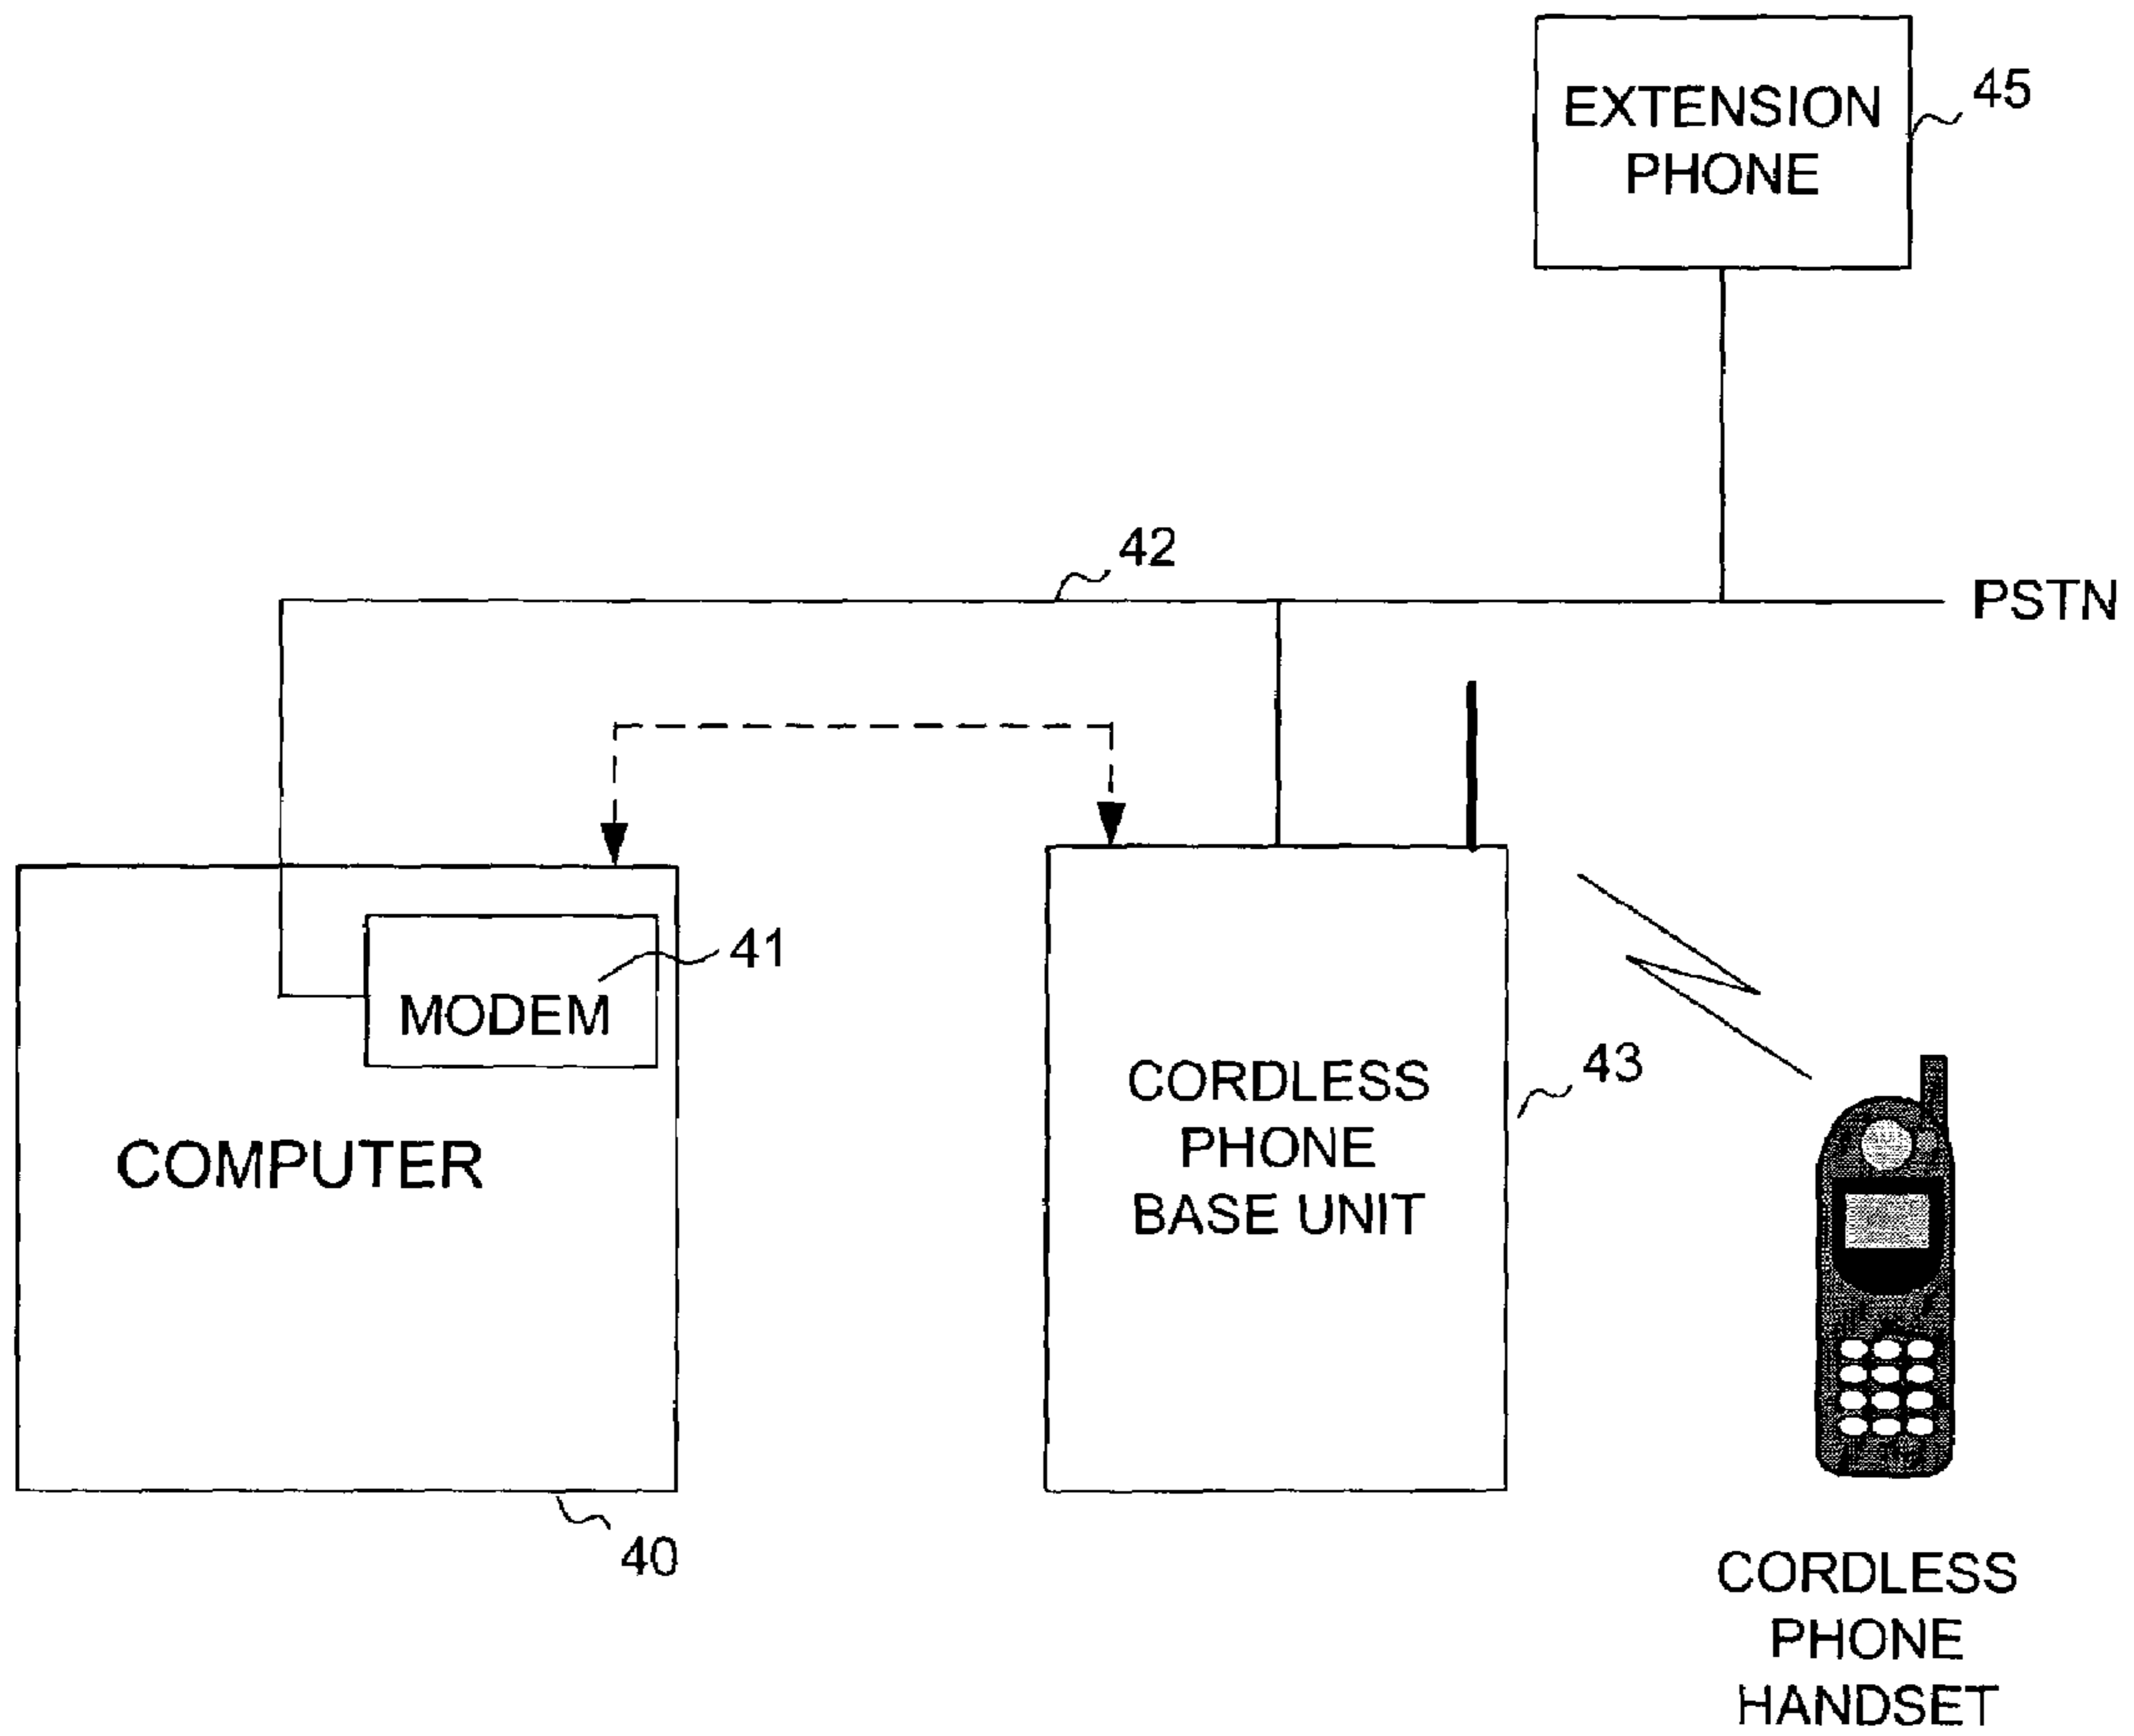 EXTENSION
PHONE
45
42
PSTN
MODEM
41
COMPUTER
40
CORDLESS
PHONE
BASE UNIT
43
CORDLESS
PHONE
HANDSET